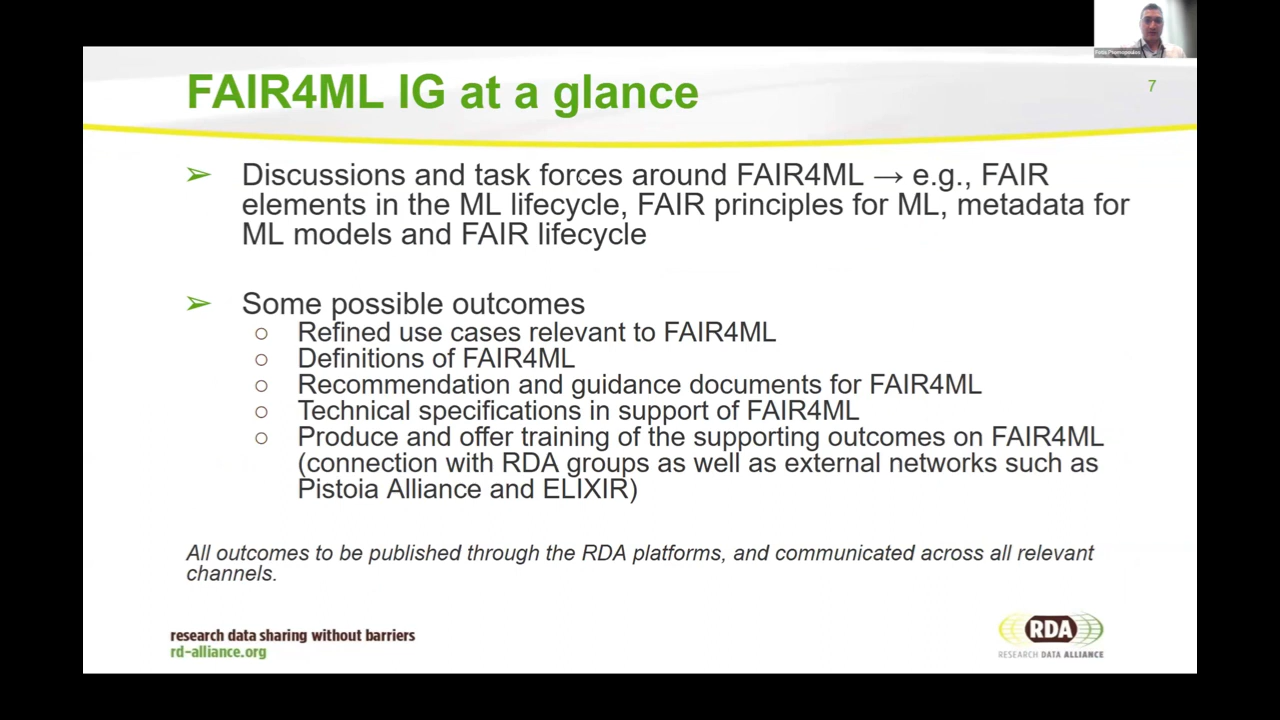 FAIR4ML IG at a glance
7
➢ Discussions and task forces around FAIR4ML → e.g., FAIR
elements in the ML lifecycle, FAIR principles for ML, metadata for
ML models and FAIR lifecycle
➢ Some possible outcomes
○ Refined use cases relevant to FAIR4ML
○ Definitions of FAIR4ML
○ Recommendation and guidance documents for FAIR4ML
○ Technical specifications in support of FAIR4ML
○ Produce and offer training of the supporting outcomes on FAIR4ML
(connection with RDA groups as well as external networks such as
Pistoia Alliance and ELIXIR)
All outcomes to be published through the RDA platforms, and communicated across all relevant
channels.
research data sharing without barriers
rd-alliance.org
RDA
RESEARCH DATA ALLIANCE